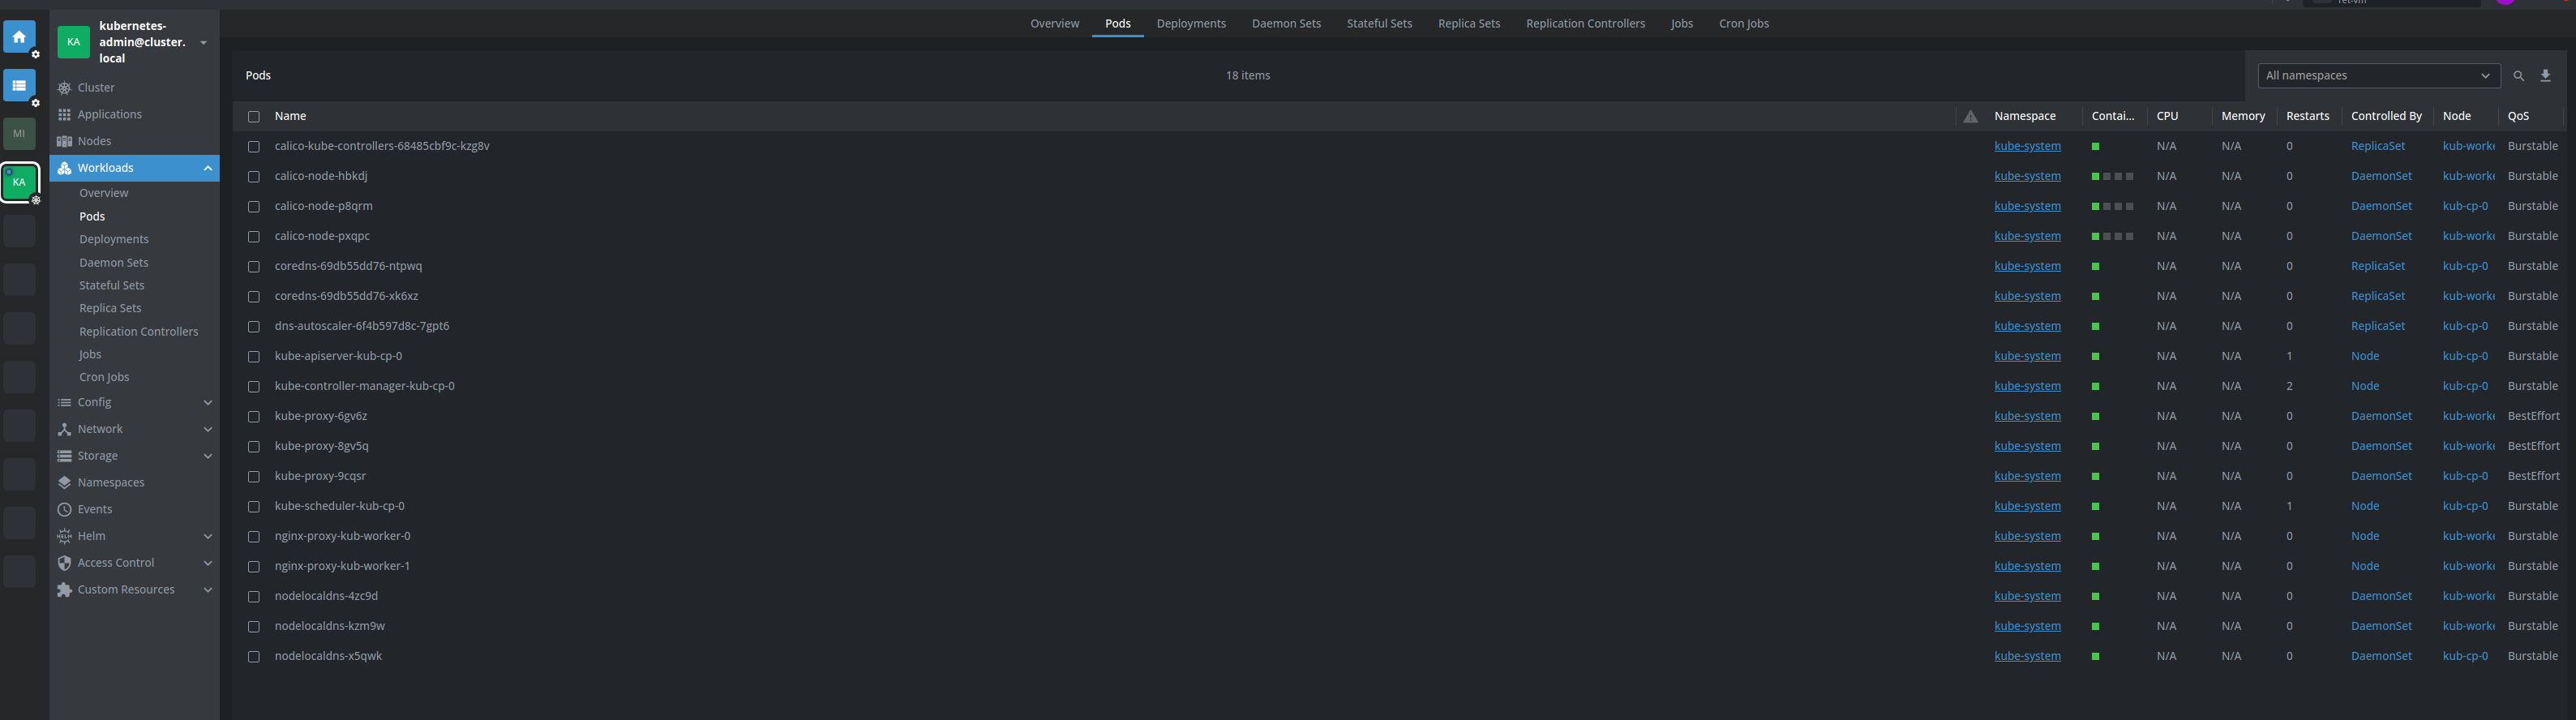 kubernetes-
admin@cluster.
local
KA
MI
KA
Cluster
Applications
Nodes
Workloads
Overview
Pods
Deployments
Daemon Sets
Stateful Sets
Replica Sets
Replication Controllers
Jobs
Cron Jobs
Config
Network
Storage
Namespaces
Events
HELM Helm
Access Control
Custom Resources
Overview Pods Deployments Daemon Sets Stateful Sets Replica Sets Replication Controllers Jobs Cron Jobs
Pods 18 items All namespaces
Name Namespace Contai... CPU Memory Restarts Controlled By Node QoS
calico-kube-controllers-68485cbf9c-kzg8v kube-system N/A N/A 0 ReplicaSet kub-worke Burstable
calico-node-hbkdj kube-system N/A N/A 0 DaemonSet kub-worke Burstable
calico-node-p8qrm kube-system N/A N/A 0 DaemonSet kub-cp-0 Burstable
calico-node-pxqpc kube-system N/A N/A 0 DaemonSet kub-worke Burstable
coredns-69db55dd76-ntpwq kube-system N/A N/A 0 ReplicaSet kub-cp-0 Burstable
coredns-69db55dd76-xk6xz kube-system N/A N/A 0 ReplicaSet kub-worke Burstable
dns-autoscaler-6f4b597d8c-7gpt6 kube-system N/A N/A 0 ReplicaSet kub-cp-0 Burstable
kube-apiserver-kub-cp-0 kube-system N/A N/A 1 Node kub-cp-0 Burstable
kube-controller-manager-kub-cp-0 kube-system N/A N/A 2 Node kub-cp-0 Burstable
kube-proxy-6gv6z kube-system N/A N/A 0 DaemonSet kub-worke BestEffort
kube-proxy-8gv5q kube-system N/A N/A 0 DaemonSet kub-worke BestEffort
kube-proxy-9cqsr kube-system N/A N/A 0 DaemonSet kub-cp-0 BestEffort
kube-scheduler-kub-cp-0 kube-system N/A N/A 1 Node kub-cp-0 Burstable
nginx-proxy-kub-worker-0 kube-system N/A N/A 0 Node kub-worke Burstable
nginx-proxy-kub-worker-1 kube-system N/A N/A 0 Node kub-worke Burstable
nodelocaldns-4zc9d kube-system N/A N/A 0 DaemonSet kub-worke Burstable
nodelocaldns-kzm9w kube-system N/A N/A 0 DaemonSet kub-worke Burstable
nodelocaldns-x5qwk kube-system N/A N/A 0 DaemonSet kub-cp-0 Burstable